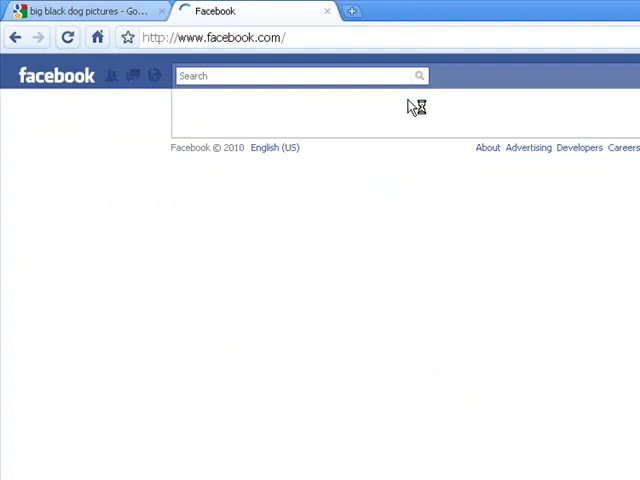 big black dog pictures - Go...
Facebook
http://www.facebook.com/
facebook
Search
Facebook © 2010 English (US)
About Advertising Developers Careers